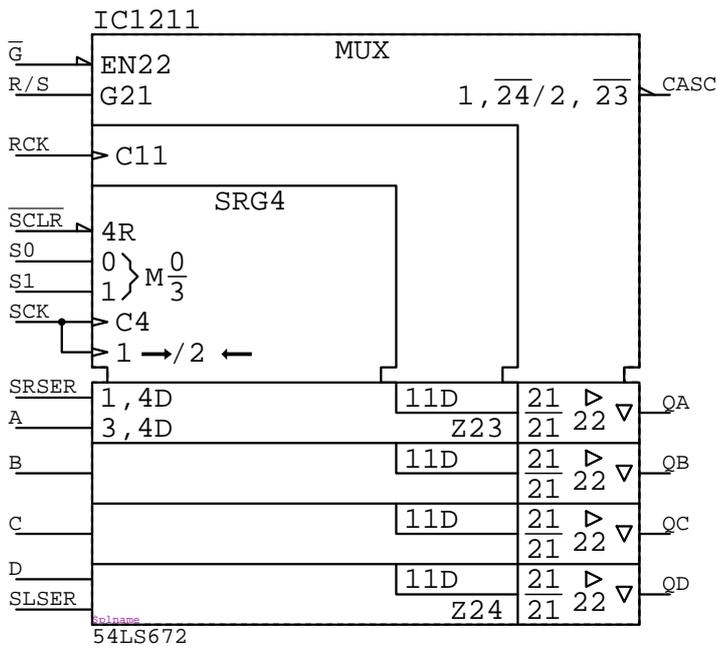 IC1211
MUX
G
EN22
R/S
G21
1,24/2, 23
CASC
RCK
C11
SRG4
SCLR
4R
S0
0
S1
1
M 0/3
SCK
C4
1 →/2 ←
SRSER
1,4D
11D
21
QA
A
3,4D
Z23
21
22
B
11D
21
QB
21
22
C
11D
21
QC
21
22
D
11D
21
QD
SLSER
Z24
21
22
Splname
54LS672